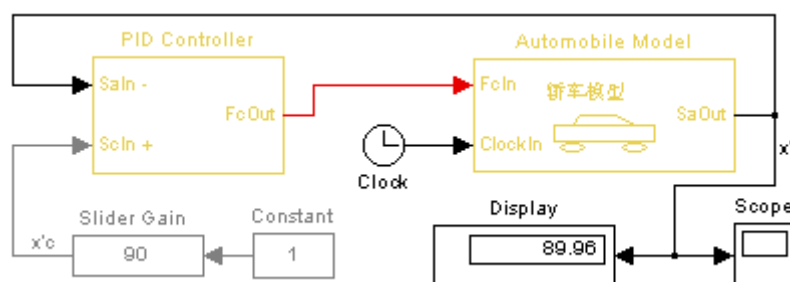 PID Controller
Automobile Model
SaIn -
FcOut
ScIn +
FcIn
轿车模型
SaOut
ClockIn
Clock
x'
x'c
Slider Gain
90
Constant
1
Display
89.96
Scope